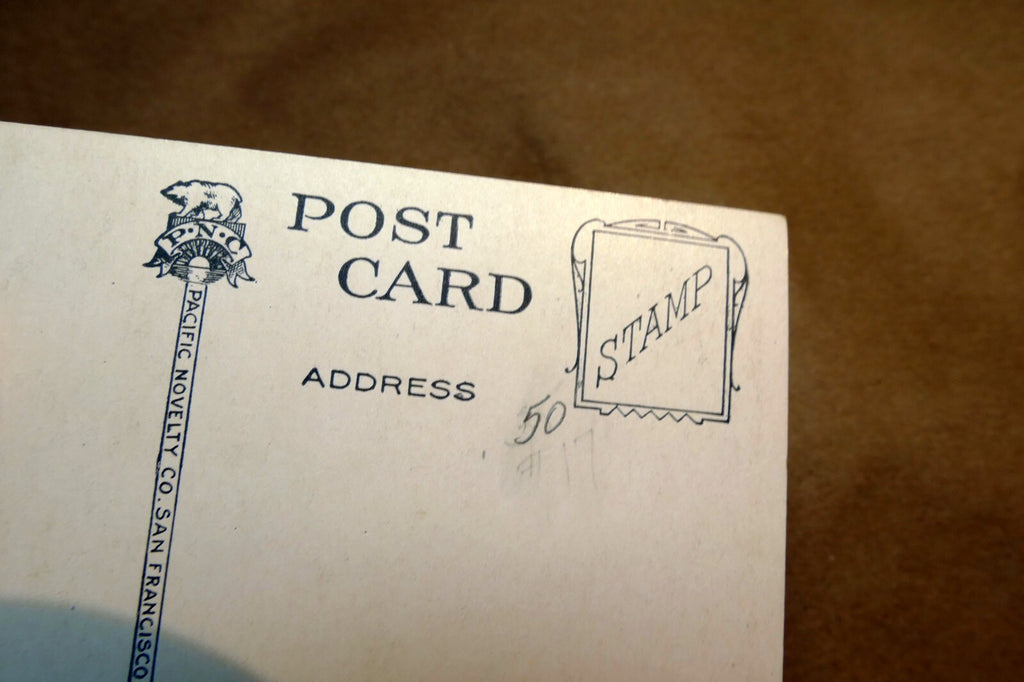 P·N·C
POST
CARD
STAMP
ADDRESS
50
# 17
PACIFIC NOVELTY CO. SAN FRANCISCO